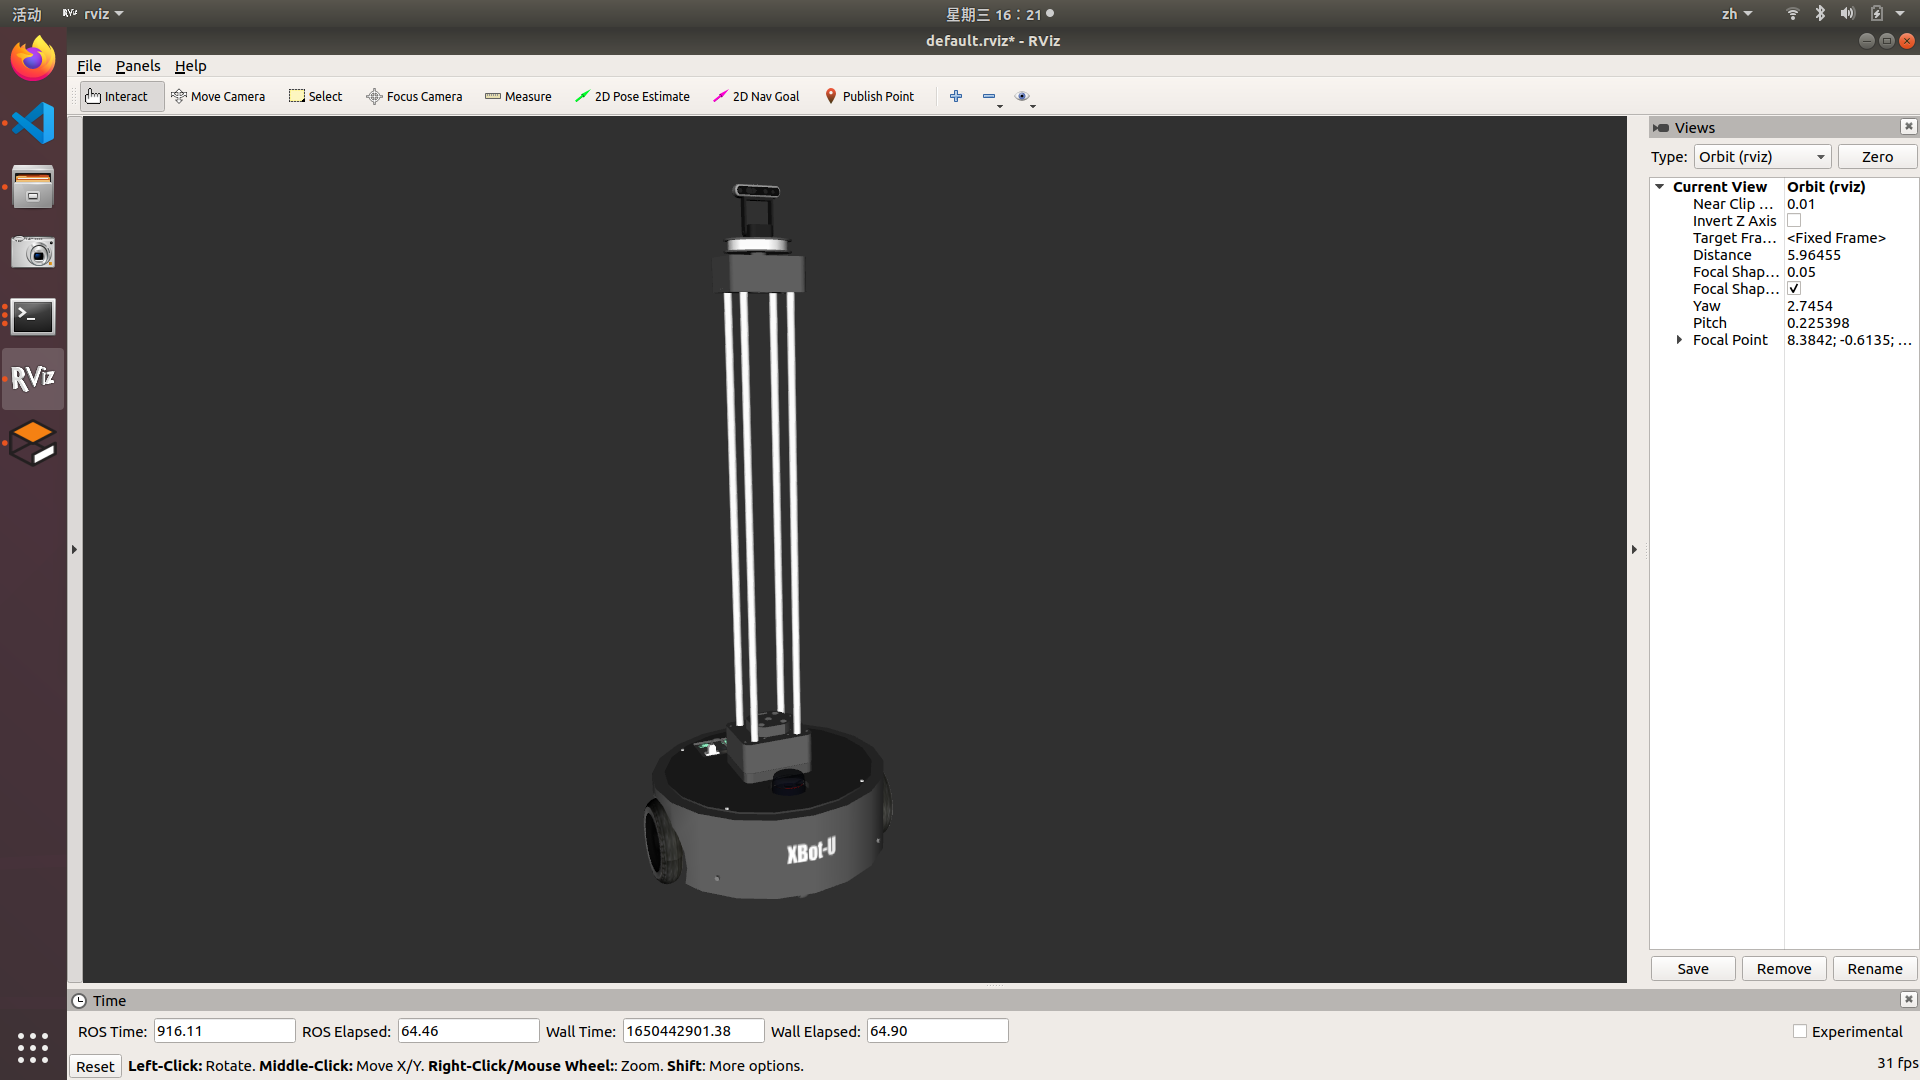 活动 RViz rviz 星期三 16：21 zh
default.rviz* - RViz
File Panels Help
Interact Move Camera Select Focus Camera Measure 2D Pose Estimate 2D Nav Goal Publish Point
Views
Type: Orbit (rviz) Zero
Current View Orbit (rviz)
Near Clip … 0.01
Invert Z Axis
Target Fra… <Fixed Frame>
Distance 5.96455
Focal Shap… 0.05
Focal Shap…
Yaw 2.7454
Pitch 0.225398
Focal Point 8.3842; -0.6135; …
RViz
XBot-U
Save Remove Rename
Time
ROS Time: 916.11 ROS Elapsed: 64.46 Wall Time: 1650442901.38 Wall Elapsed: 64.90 Experimental
Reset Left-Click: Rotate. Middle-Click: Move X/Y. Right-Click/Mouse Wheel:: Zoom. Shift: More options. 31 fps